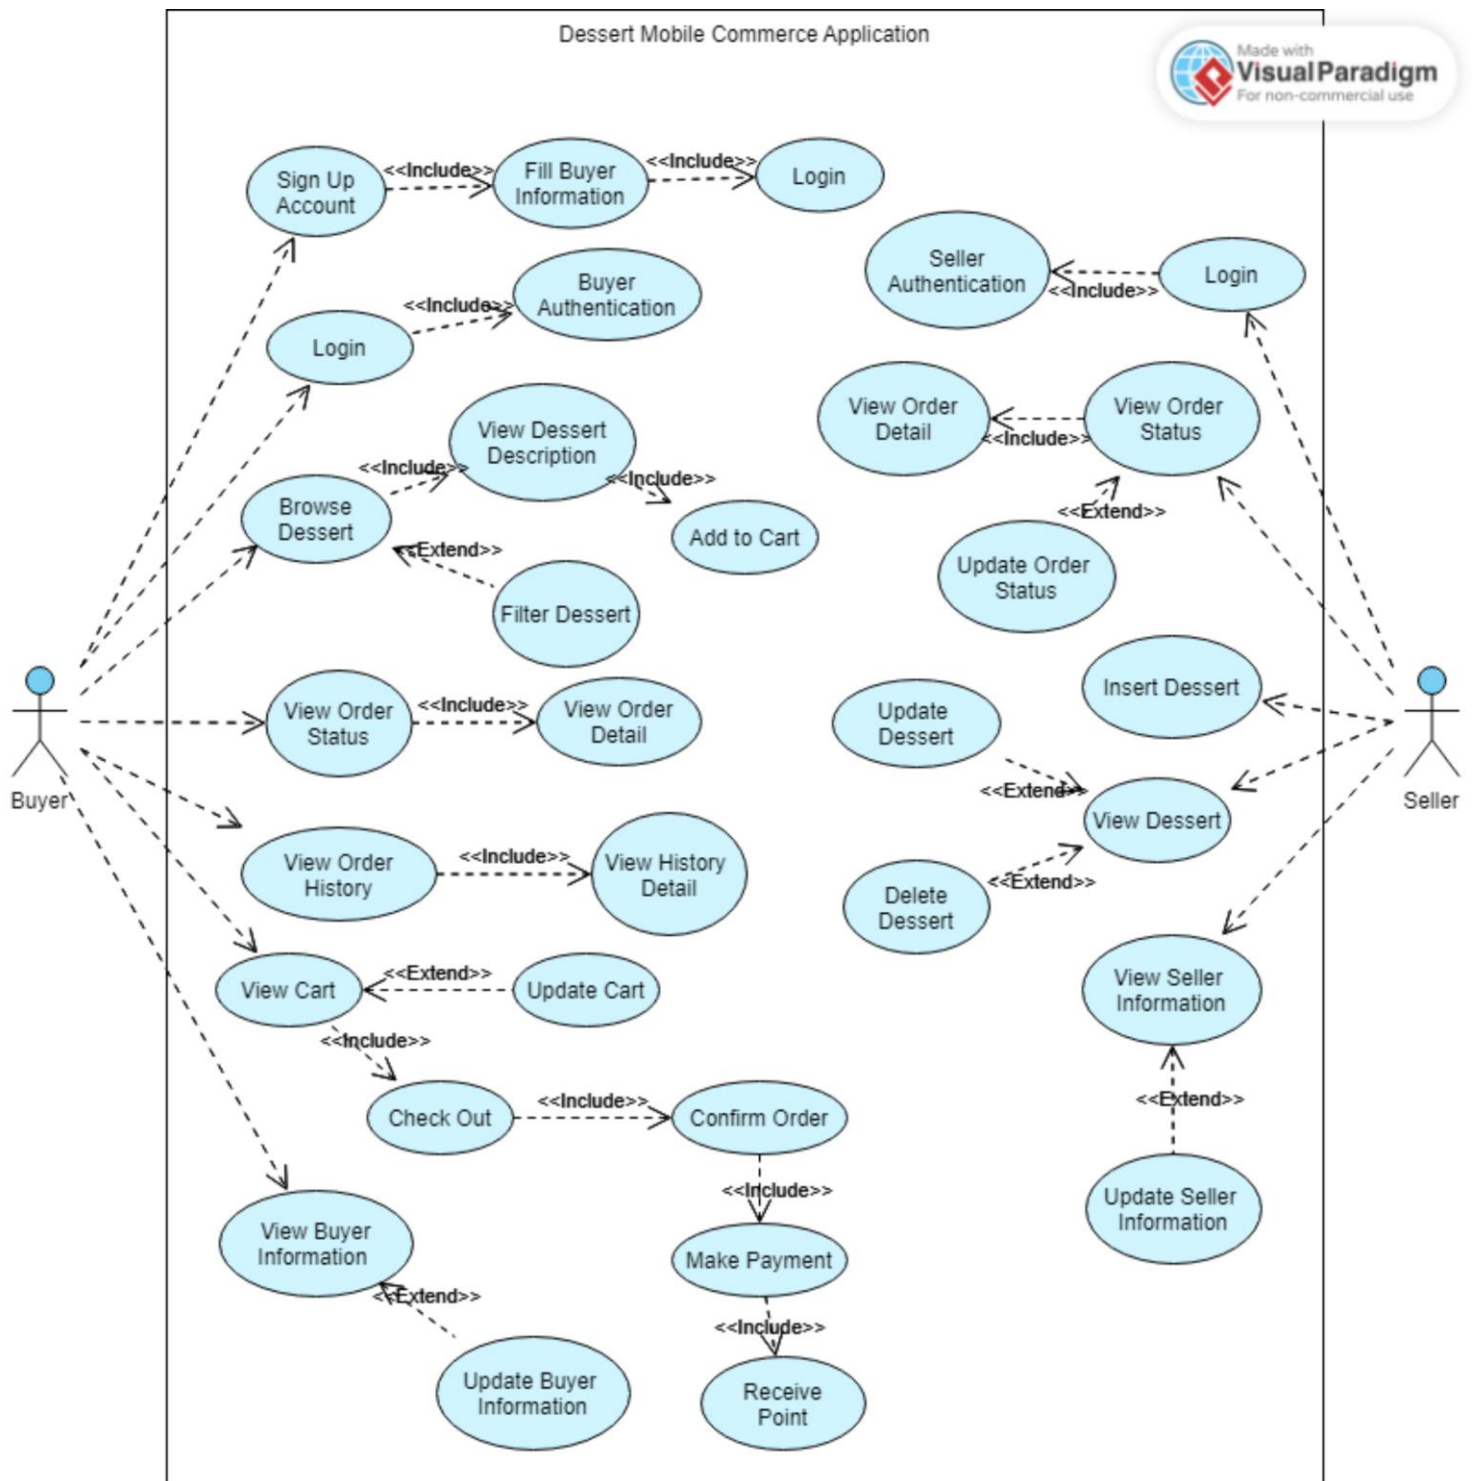 Dessert Mobile Commerce Application
Made with
Visual Paradigm
For non-commercial use
Sign Up
Account
<<Include>>
Fill Buyer
Information
<<Include>>
Login
Buyer
Authentication
<<Include>>
Login
Seller
Authentication
<<Include>>
Login
View Dessert
Description
<<Include>>
<<Include>>
Browse
Dessert
Add to Cart
<<Extend>>
Filter Dessert
View Order
Detail
<<Include>>
View Order
Status
<<Extend>>
Update Order
Status
View Order
Status
<<Include>>
View Order
Detail
Insert Dessert
Update
Dessert
<<Extend>>
View Dessert
<<Extend>>
Delete
Dessert
Buyer
Seller
View Order
History
<<Include>>
View History
Detail
View Cart
<<Extend>>
Update Cart
<<Include>>
Check Out
<<Include>>
Confirm Order
<<Include>>
Make Payment
<<Include>>
Receive
Point
View Seller
Information
<<Extend>>
Update Seller
Information
View Buyer
Information
<<Extend>>
Update Buyer
Information